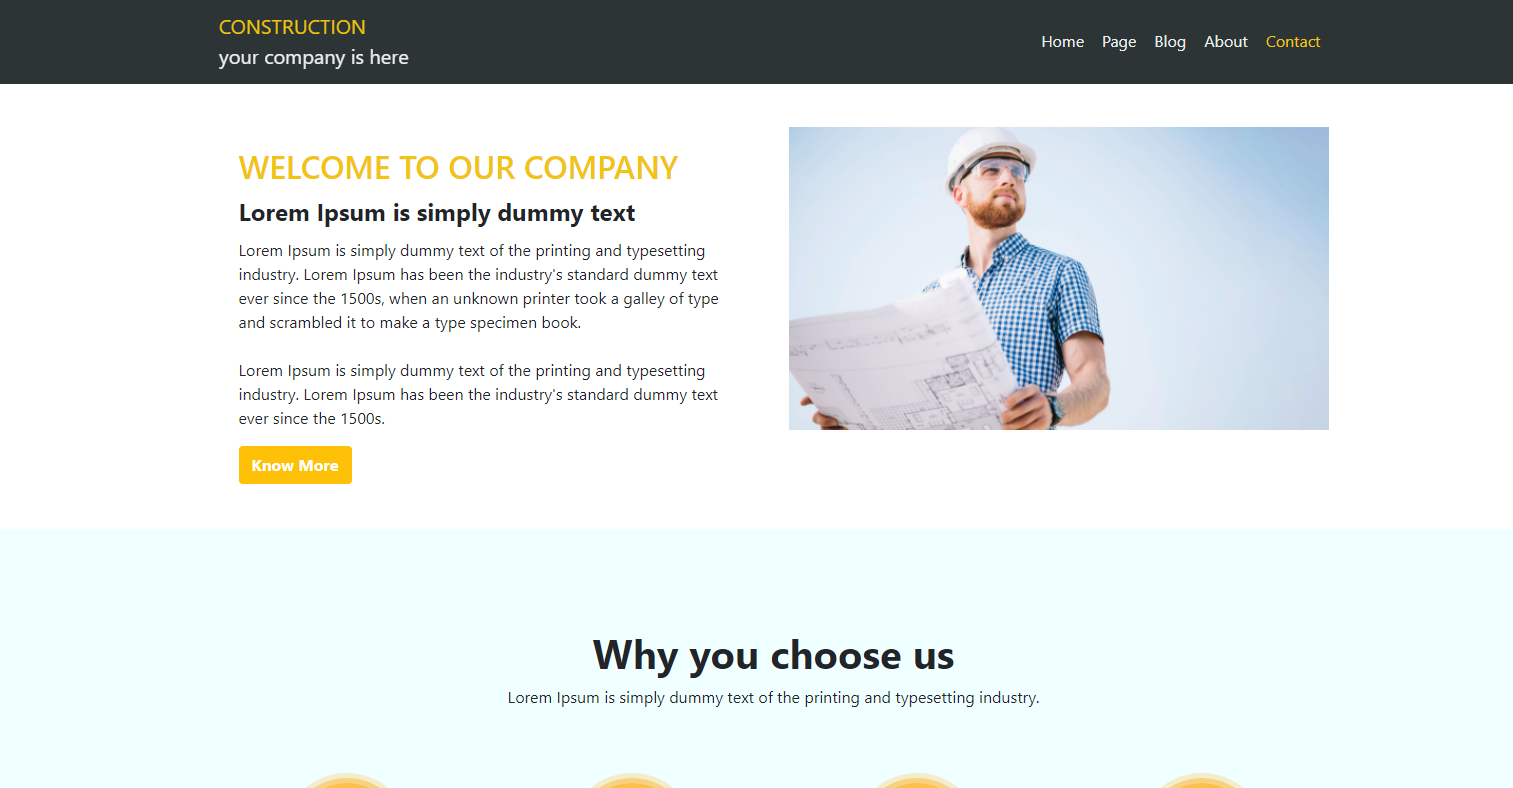 CONSTRUCTION
your company is here
Home Page Blog About Contact
WELCOME TO OUR COMPANY
Lorem Ipsum is simply dummy text
Lorem Ipsum is simply dummy text of the printing and typesetting
industry. Lorem Ipsum has been the industry's standard dummy text
ever since the 1500s, when an unknown printer took a galley of type
and scrambled it to make a type specimen book.
Lorem Ipsum is simply dummy text of the printing and typesetting
industry. Lorem Ipsum has been the industry's standard dummy text
ever since the 1500s.
Know More
Why you choose us
Lorem Ipsum is simply dummy text of the printing and typesetting industry.